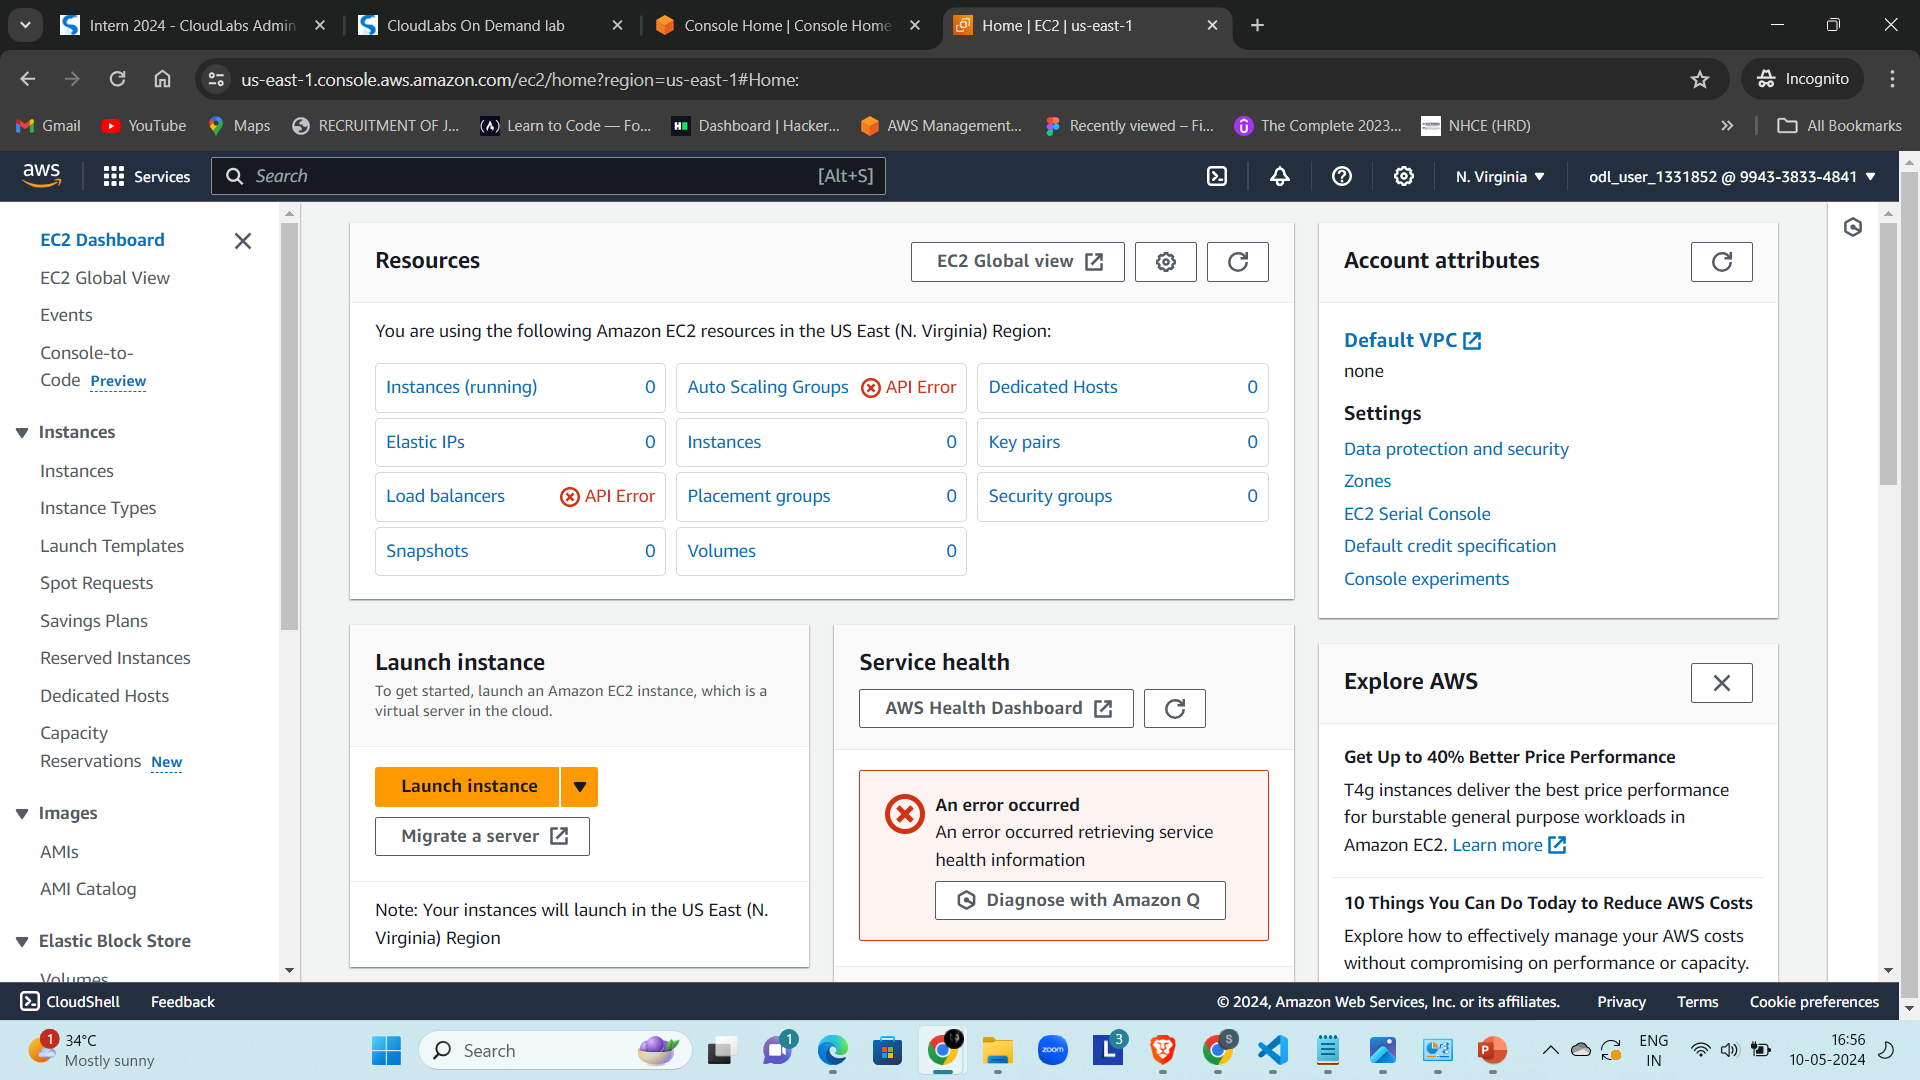 Intern 2024 - CloudLabs Admin
CloudLabs On Demand lab
Console Home | Console Home
Home | EC2 | us-east-1
us-east-1.console.aws.amazon.com/ec2/home?region=us-east-1#Home:
Incognito
Gmail
YouTube
Maps
RECRUITMENT OF J...
Learn to Code — Fo...
Dashboard | Hacker...
AWS Management...
Recently viewed – Fi...
The Complete 2023...
NHCE (HRD)
All Bookmarks
aws
Services
Search
[Alt+S]
N. Virginia
odl_user_1331852 @ 9943-3833-4841
EC2 Dashboard
EC2 Global View
Events
Console-to-
Code Preview
Instances
Instances
Instance Types
Launch Templates
Spot Requests
Savings Plans
Reserved Instances
Dedicated Hosts
Capacity
Reservations New
Images
AMIs
AMI Catalog
Elastic Block Store
Volumes
Resources
EC2 Global view
You are using the following Amazon EC2 resources in the US East (N. Virginia) Region:
Instances (running) 0
Auto Scaling Groups API Error
Dedicated Hosts 0
Elastic IPs 0
Instances 0
Key pairs 0
Load balancers API Error
Placement groups 0
Security groups 0
Snapshots 0
Volumes 0
Launch instance
To get started, launch an Amazon EC2 instance, which is a
virtual server in the cloud.
Launch instance
Migrate a server
Note: Your instances will launch in the US East (N.
Virginia) Region
Service health
AWS Health Dashboard
An error occurred
An error occurred retrieving service
health information
Diagnose with Amazon Q
Account attributes
Default VPC
none
Settings
Data protection and security
Zones
EC2 Serial Console
Default credit specification
Console experiments
Explore AWS
Get Up to 40% Better Price Performance
T4g instances deliver the best price performance
for burstable general purpose workloads in
Amazon EC2. Learn more
10 Things You Can Do Today to Reduce AWS Costs
Explore how to effectively manage your AWS costs
without compromising on performance or capacity.
CloudShell
Feedback
© 2024, Amazon Web Services, Inc. or its affiliates.
Privacy
Terms
Cookie preferences
1
34°C
Mostly sunny
Search
1
zoom
L
3
S
P
ENG
IN
16:56
10-05-2024